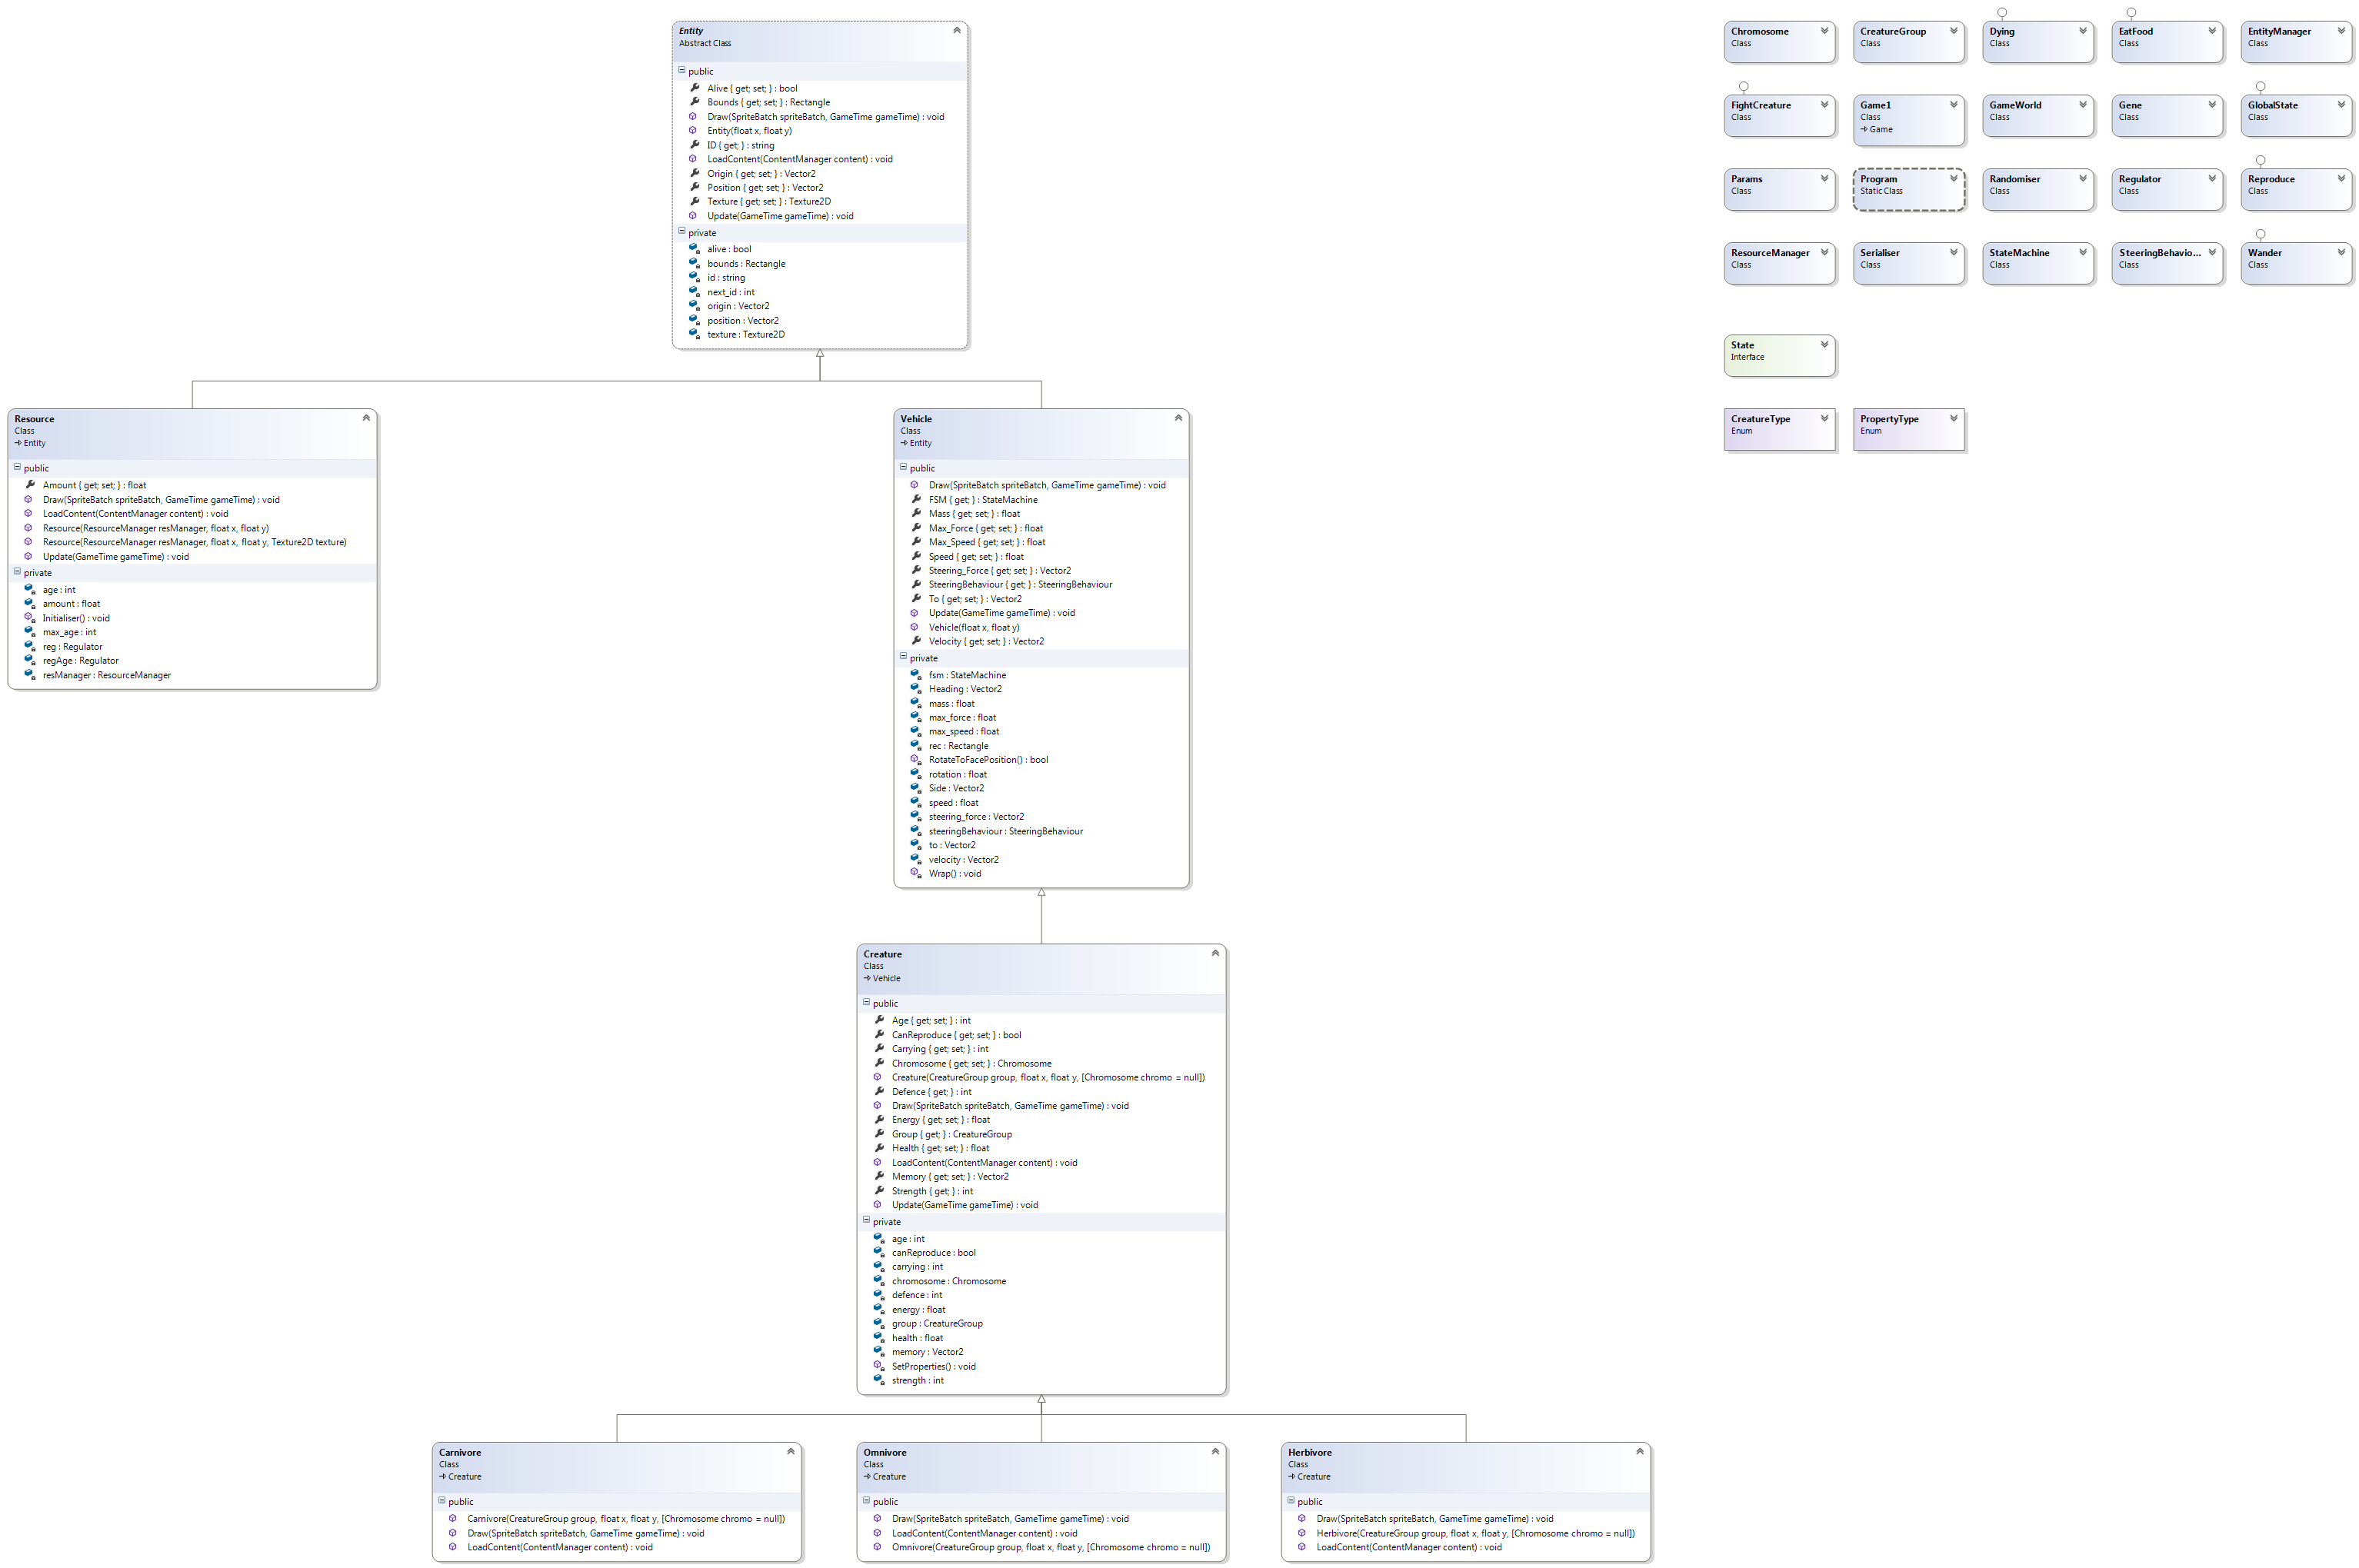 Entity
Abstract Class
public
Alive { get; set; } : bool
Bounds { get; set; } : Rectangle
Draw(SpriteBatch spriteBatch, GameTime gameTime) : void
Entity(float x, float y)
ID { get; } : string
LoadContent(ContentManager content) : void
Origin { get; set; } : Vector2
Position { get; set; } : Vector2
Texture { get; set; } : Texture2D
Update(GameTime gameTime) : void
private
alive : bool
bounds : Rectangle
id : string
next_id : int
origin : Vector2
position : Vector2
texture : Texture2D
Resource
Class
Entity
public
Amount { get; set; } : float
Draw(SpriteBatch spriteBatch, GameTime gameTime) : void
LoadContent(ContentManager content) : void
Resource(ResourceManager resManager, float x, float y)
Resource(ResourceManager resManager, float x, float y, Texture2D texture)
Update(GameTime gameTime) : void
private
age : int
amount : float
Initialiser() : void
max_age : int
reg : Regulator
regAge : Regulator
resManager : ResourceManager
Vehicle
Class
Entity
public
Draw(SpriteBatch spriteBatch, GameTime gameTime) : void
FSM { get; } : StateMachine
Mass { get; set; } : float
Max_Force { get; set; } : float
Max_Speed { get; set; } : float
Speed { get; set; } : float
Steering_Force { get; set; } : Vector2
SteeringBehaviour { get; } : SteeringBehaviour
To { get; set; } : Vector2
Update(GameTime gameTime) : void
Vehicle(float x, float y)
Velocity { get; set; } : Vector2
private
fsm : StateMachine
Heading : Vector2
mass : float
max_force : float
max_speed : float
rec : Rectangle
RotateToFacePosition() : bool
rotation : float
Side : Vector2
speed : float
steering_force : Vector2
steeringBehaviour : SteeringBehaviour
to : Vector2
velocity : Vector2
Wrap() : void
Creature
Class
Vehicle
public
Age { get; set; } : int
CanReproduce { get; set; } : bool
Carrying { get; set; } : int
Chromosome { get; set; } : Chromosome
Creature(CreatureGroup group, float x, float y, [Chromosome chromo = null])
Defence { get; } : int
Draw(SpriteBatch spriteBatch, GameTime gameTime) : void
Energy { get; set; } : float
Group { get; } : CreatureGroup
Health { get; set; } : float
LoadContent(ContentManager content) : void
Memory { get; set; } : Vector2
Strength { get; } : int
Update(GameTime gameTime) : void
private
age : int
canReproduce : bool
carrying : int
chromosome : Chromosome
defence : int
energy : float
group : CreatureGroup
health : float
memory : Vector2
SetProperties() : void
strength : int
Carnivore
Class
Creature
public
Carnivore(CreatureGroup group, float x, float y, [Chromosome chromo = null])
Draw(SpriteBatch spriteBatch, GameTime gameTime) : void
LoadContent(ContentManager content) : void
Omnivore
Class
Creature
public
Draw(SpriteBatch spriteBatch, GameTime gameTime) : void
LoadContent(ContentManager content) : void
Omnivore(CreatureGroup group, float x, float y, [Chromosome chromo = null])
Herbivore
Class
Creature
public
Draw(SpriteBatch spriteBatch, GameTime gameTime) : void
Herbivore(CreatureGroup group, float x, float y, [Chromosome chromo = null])
LoadContent(ContentManager content) : void
Chromosome
Class
CreatureGroup
Class
Dying
Class
EatFood
Class
EntityManager
Class
FightCreature
Class
Game1
Class
Game
GameWorld
Class
Gene
Class
GlobalState
Class
Params
Class
Program
Static Class
Randomiser
Class
Regulator
Class
Reproduce
Class
ResourceManager
Class
Serialiser
Class
StateMachine
Class
SteeringBehavio...
Class
Wander
Class
State
Interface
CreatureType
Enum
PropertyType
Enum